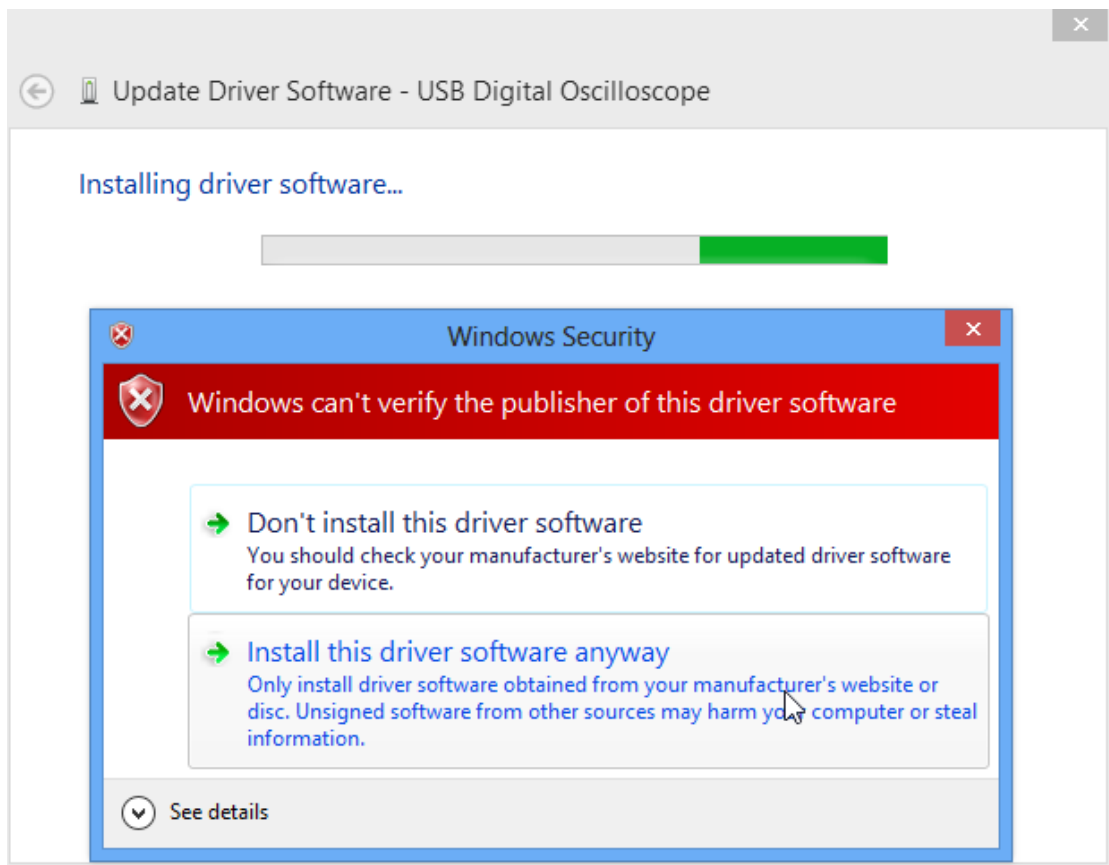 Update Driver Software - USB Digital Oscilloscope
Installing driver software...
Windows Security
Windows can't verify the publisher of this driver software
Don't install this driver software
You should check your manufacturer's website for updated driver software
for your device.
Install this driver software anyway
Only install driver software obtained from your manufacturer's website or
disc. Unsigned software from other sources may harm your computer or steal
information.
See details